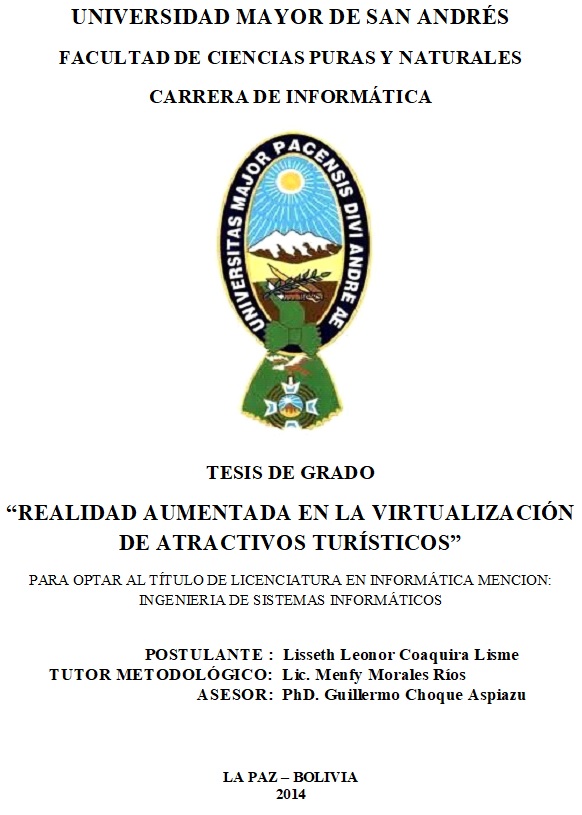 UNIVERSIDAD MAYOR DE SAN ANDRÉS
FACULTAD DE CIENCIAS PURAS Y NATURALES
CARRERA DE INFORMÁTICA
UNIVERSITAS MAJOR PACENSIS DIVI ANDRE AE
TESIS DE GRADO
“REALIDAD AUMENTADA EN LA VIRTUALIZACIÓN
DE ATRACTIVOS TURÍSTICOS”
PARA OPTAR AL TÍTULO DE LICENCIATURA EN INFORMÁTICA MENCION:
INGENIERIA DE SISTEMAS INFORMÁTICOS
POSTULANTE : Lisseth Leonor Coaquira Lisme
TUTOR METODOLÓGICO: Lic. Menfy Morales Ríos
ASESOR: PhD. Guillermo Choque Aspiazu
LA PAZ – BOLIVIA
2014